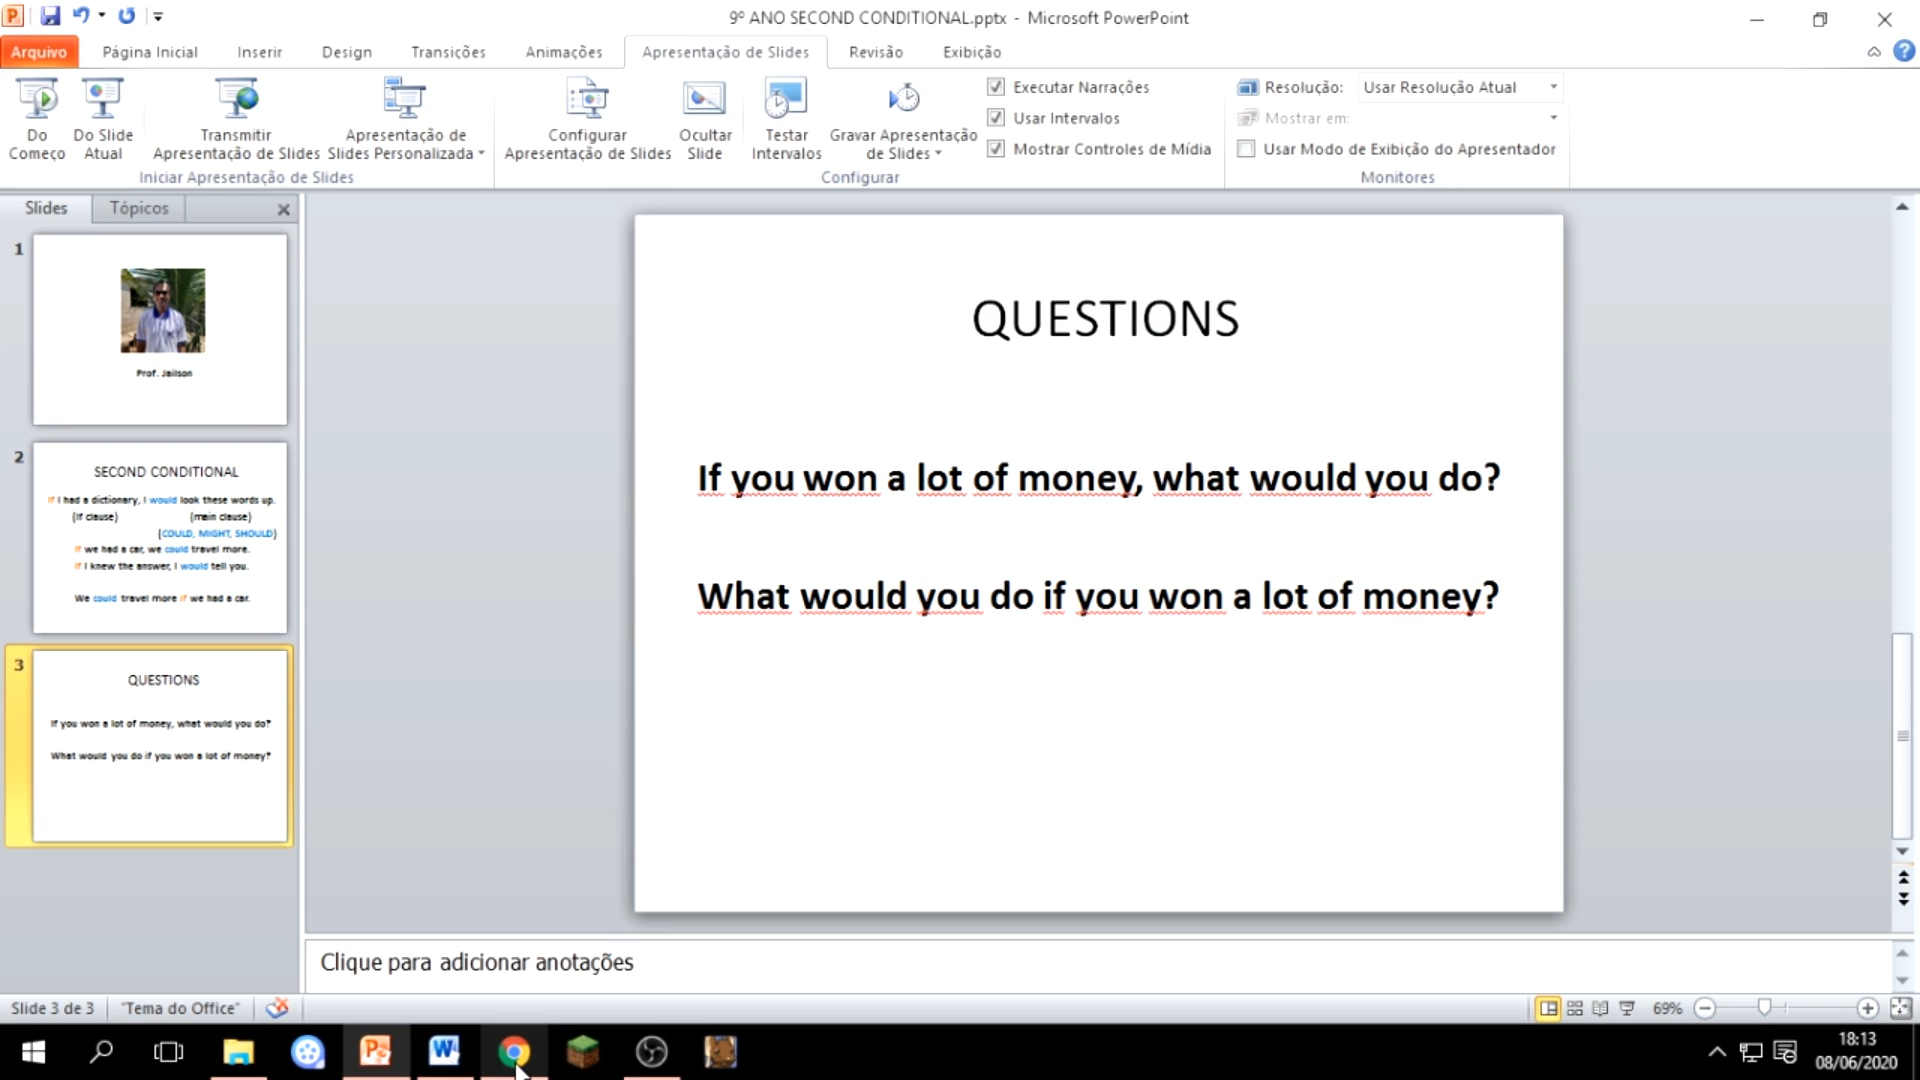 9º ANO SECOND CONDITIONAL.pptx - Microsoft PowerPoint
Arquivo Página Inicial Inserir Design Transições Animações Apresentação de Slides Revisão Exibição
Do Começo
Do Slide Atual
Transmitir Apresentação de Slides
Apresentação de Slides Personalizada
Iniciar Apresentação de Slides
Configurar Apresentação de Slides
Ocultar Slide
Testar Intervalos
Gravar Apresentação de Slides
Executar Narrações
Usar Intervalos
Mostrar Controles de Mídia
Configurar
Resolução: Usar Resolução Atual
Mostrar em:
Usar Modo de Exibição do Apresentador
Monitores
Slides Tópicos
1
Prof. Jailson
2
SECOND CONDITIONAL
If I had a dictionary, I would look these words up.
(If clause) (main clause)
(COULD, MIGHT, SHOULD)
If we had a car, we could travel more.
If I knew the answer, I would tell you.
We could travel more if we had a car.
3
QUESTIONS
If you won a lot of money, what would you do?
What would you do if you won a lot of money?
QUESTIONS
If you won a lot of money, what would you do?
What would you do if you won a lot of money?
Clique para adicionar anotações
Slide 3 de 3 "Tema do Office" 69%
18:13
08/06/2020